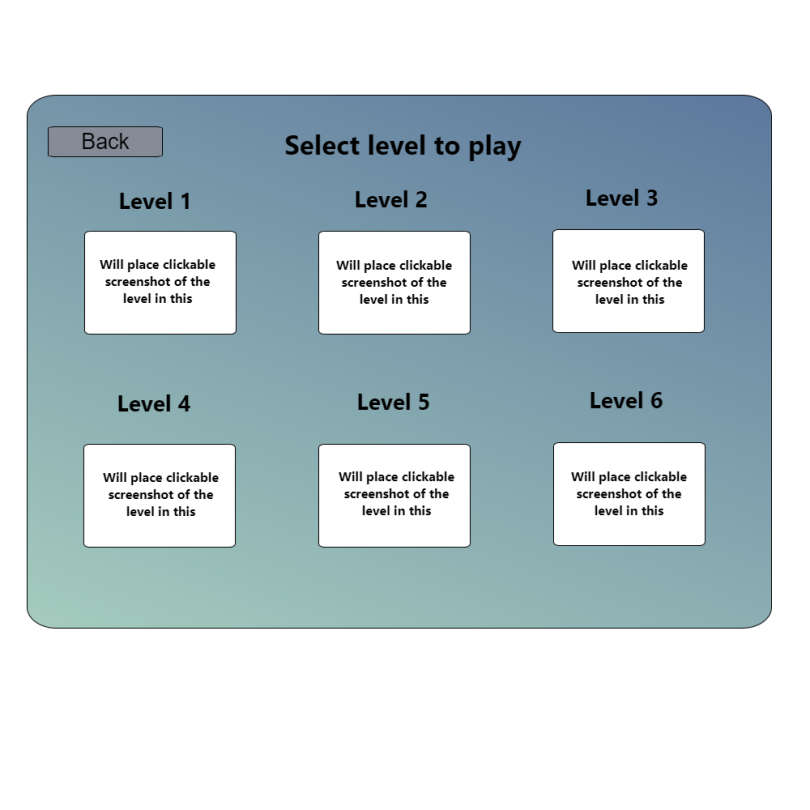 Back
Select level to play
Level 1
Level 2
Level 3
Will place clickable
screenshot of the
level in this
Will place clickable
screenshot of the
level in this
Will place clickable
screenshot of the
level in this
Level 4
Level 5
Level 6
Will place clickable
screenshot of the
level in this
Will place clickable
screenshot of the
level in this
Will place clickable
screenshot of the
level in this